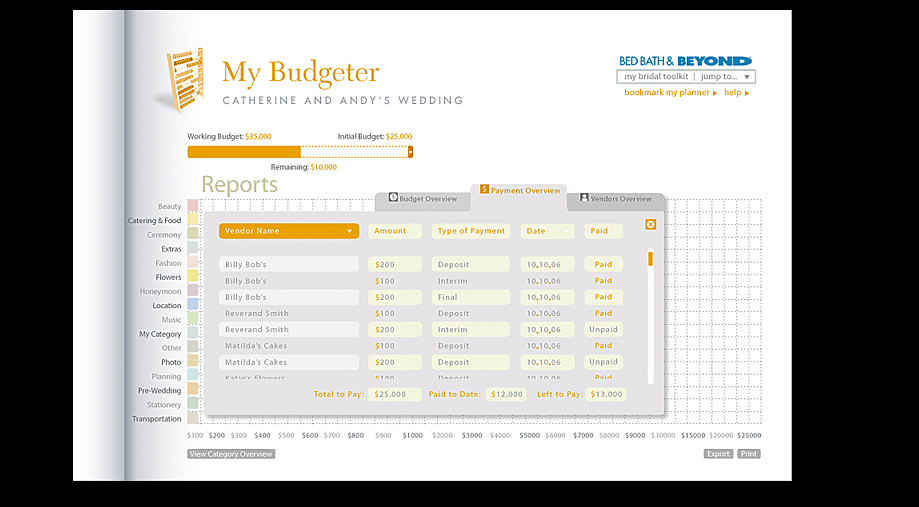 My Budgeter
CATHERINE AND ANDY'S WEDDING
BED BATH & BEYOND
my bridal toolkit | jump to...
bookmark my planner help
Working Budget: $35,000 Initial Budget: $25,000
Remaining: $10,000
Reports
Budget Overview Payment Overview Vendors Overview
Beauty
Catering & Food
Ceremony
Extras
Fashion
Flowers
Honeymoon
Location
Music
My Category
Other
Photo
Planning
Pre-Wedding
Stationery
Transportation
Vendor Name Amount Type of Payment Date Paid
Billy Bob's $200 Deposit 10.10.06 Paid
Billy Bob's $100 Interim 10.10.06 Paid
Billy Bob's $200 Final 10.10.06 Paid
Reverand Smith $100 Deposit 10.10.06 Paid
Reverand Smith $200 Interim 10.10.06 Unpaid
Matilda's Cakes $100 Deposit 10.10.06 Paid
Matilda's Cakes $200 Deposit 10.10.06 Unpaid
Katie's Flowers $100 Deposit 10.10.06 Paid
Total to Pay: $25,000 Paid to Date: $12,000 Left to Pay: $13,000
$100 $200 $300 $400 $500 $600 $700 $800 $900 $1000 $2000 $3000 $4000 $5000 $6000 $7000 $8000 $9000 $10000 $15000 $20000 $25000
View Category Overview Export Print